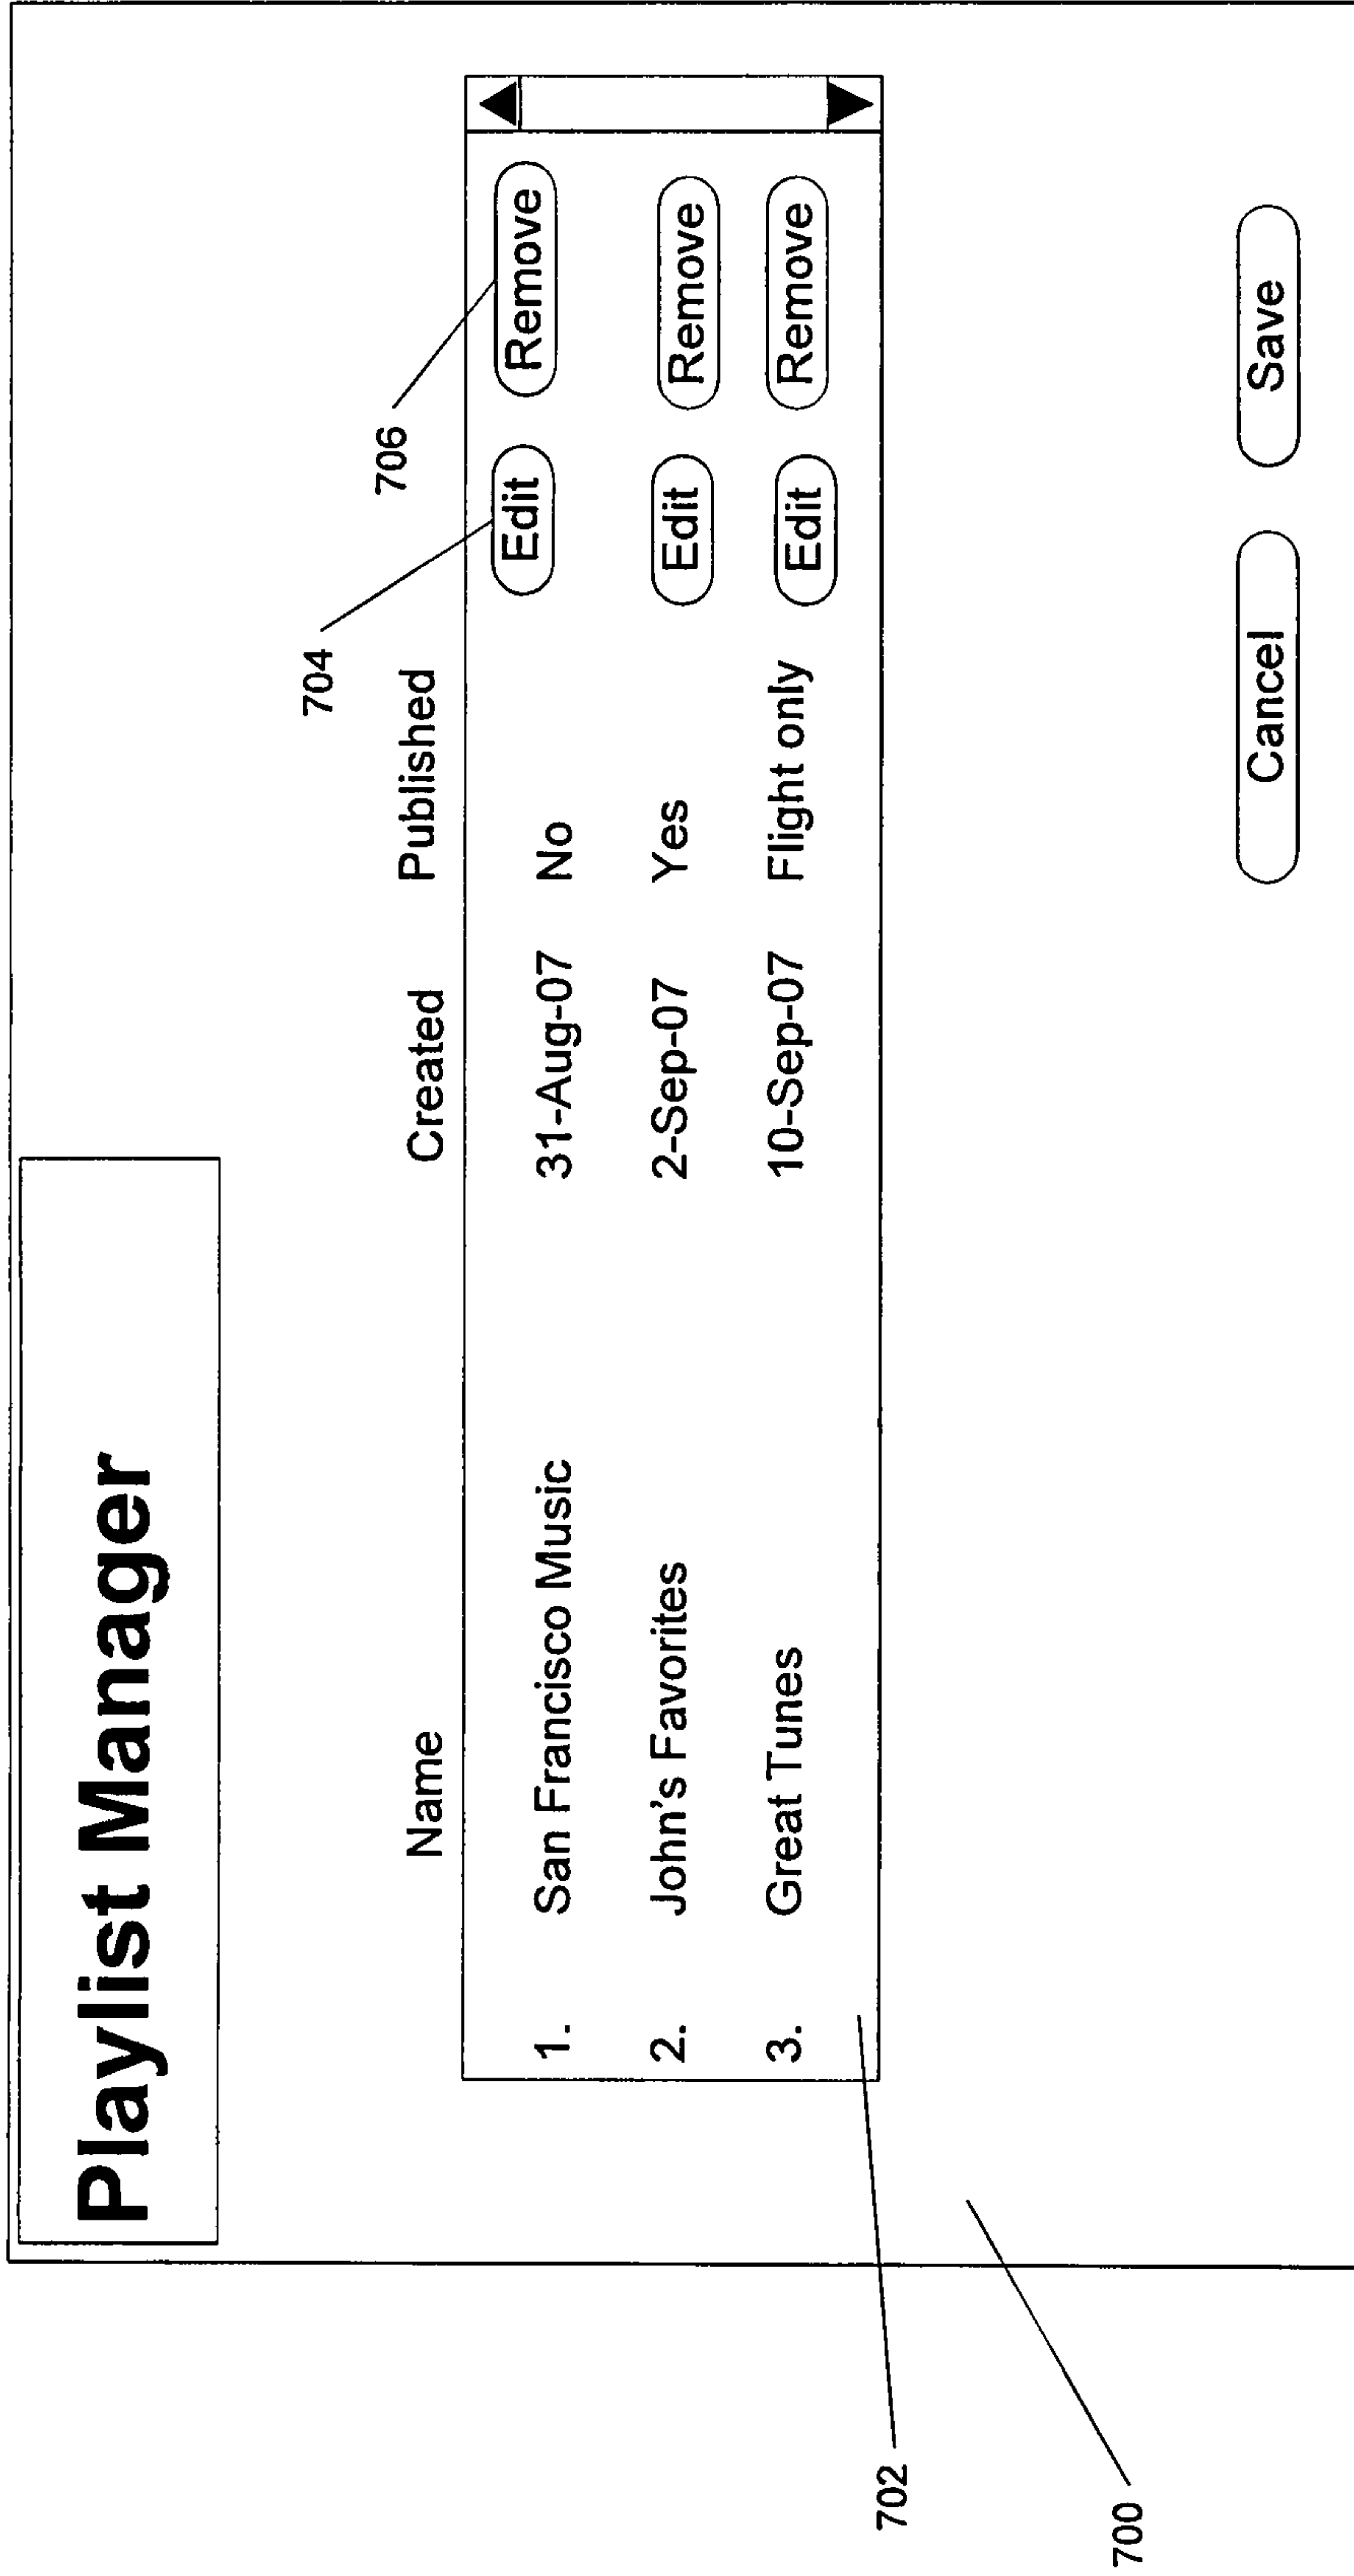 Playlist Manager
704
706
Name Created Published
1. San Francisco Music 31-Aug-07 No Edit Remove
2. John's Favorites 2-Sep-07 Yes Edit Remove
3. Great Tunes 10-Sep-07 Flight only Edit Remove
702
700
Cancel Save